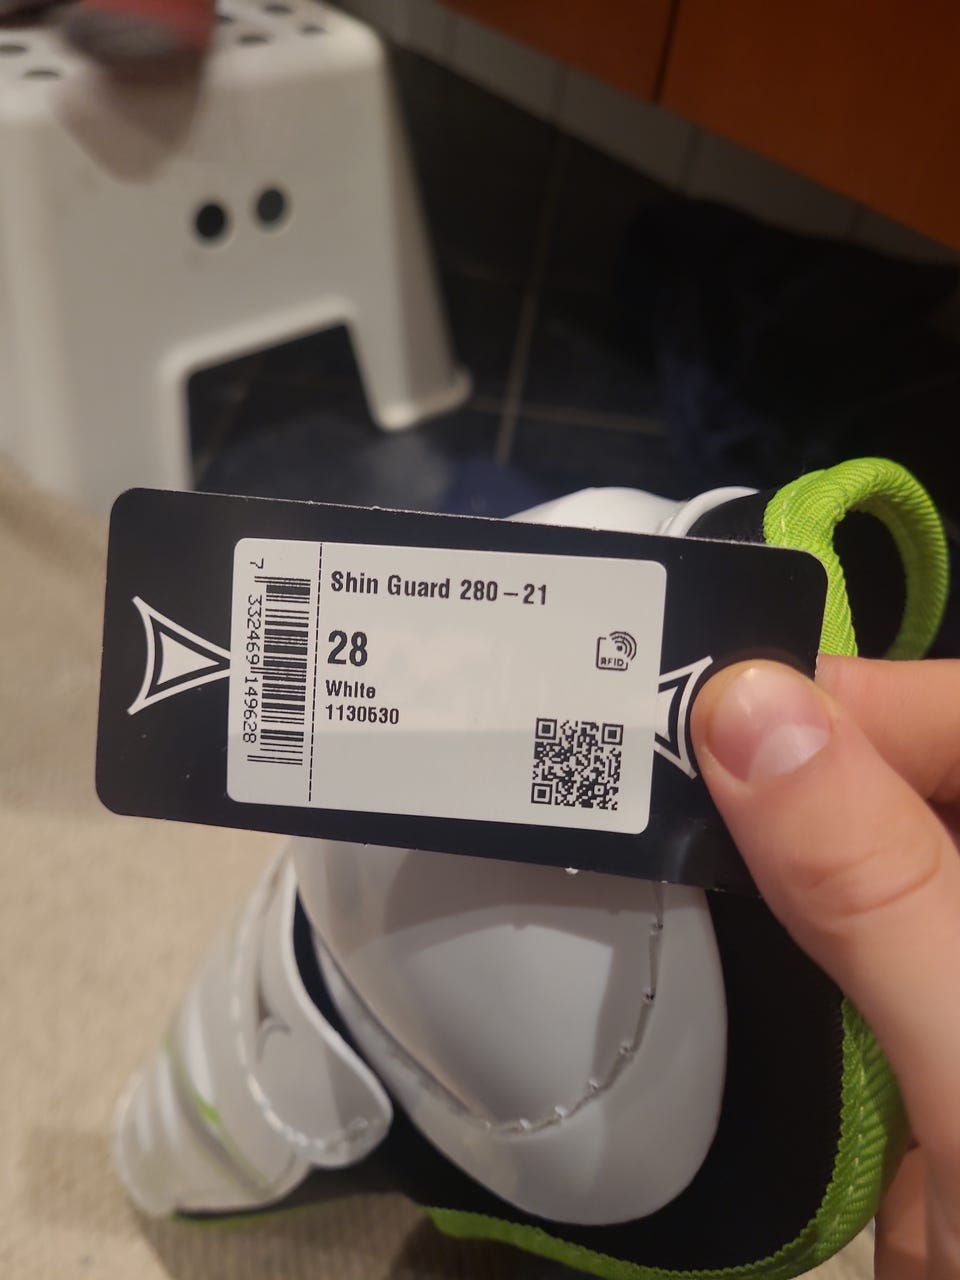 Shin Guard 280-21
28
White
1130530
RFID
7 332469 149628